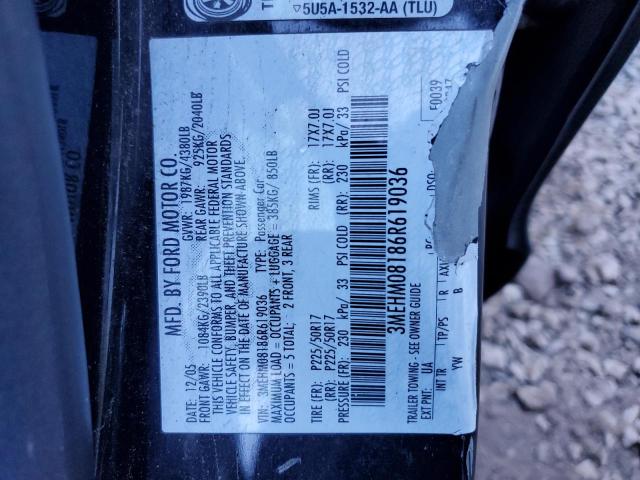 ▽5U5A-1532-AA (TLU)
MFD. BY FORD MOTOR CO.
DATE: 12/05 GVWR: 1987KG/4380LB
FRONT GAWR: 1084KG/2390LB REAR GAWR: 925KG/2040LB
THIS VEHICLE CONFORMS TO ALL APPLICABLE FEDERAL MOTOR
VEHICLE SAFETY, BUMPER, AND THEFT PREVENTION STANDARDS
IN EFFECT ON THE DATE OF MANUFACTURE SHOWN ABOVE.
VIN: 3MEHM08186R619036 TYPE: Passenger Car
MAXIMUM LOAD = OCCUPANTS + LUGGAGE = 385KG/ 850LB
OCCUPANTS = 5 TOTAL: 2 FRONT, 3 REAR
TIRE (FR): P225/50R17 RIMS (FR): 17X7.0J
(RR): P225/50R17 (RR): 17X7.0J
PRESSURE (FR): 230 kPa/ 33 PSI COLD (RR): 230 kPa/ 33 PSI COLD
3MEHM08186R619036
TRAILER TOWING - SEE OWNER GUIDE
EXT PNT: UA F0039
INT TR TP/PS R AX
YW B
MOTOR CO.